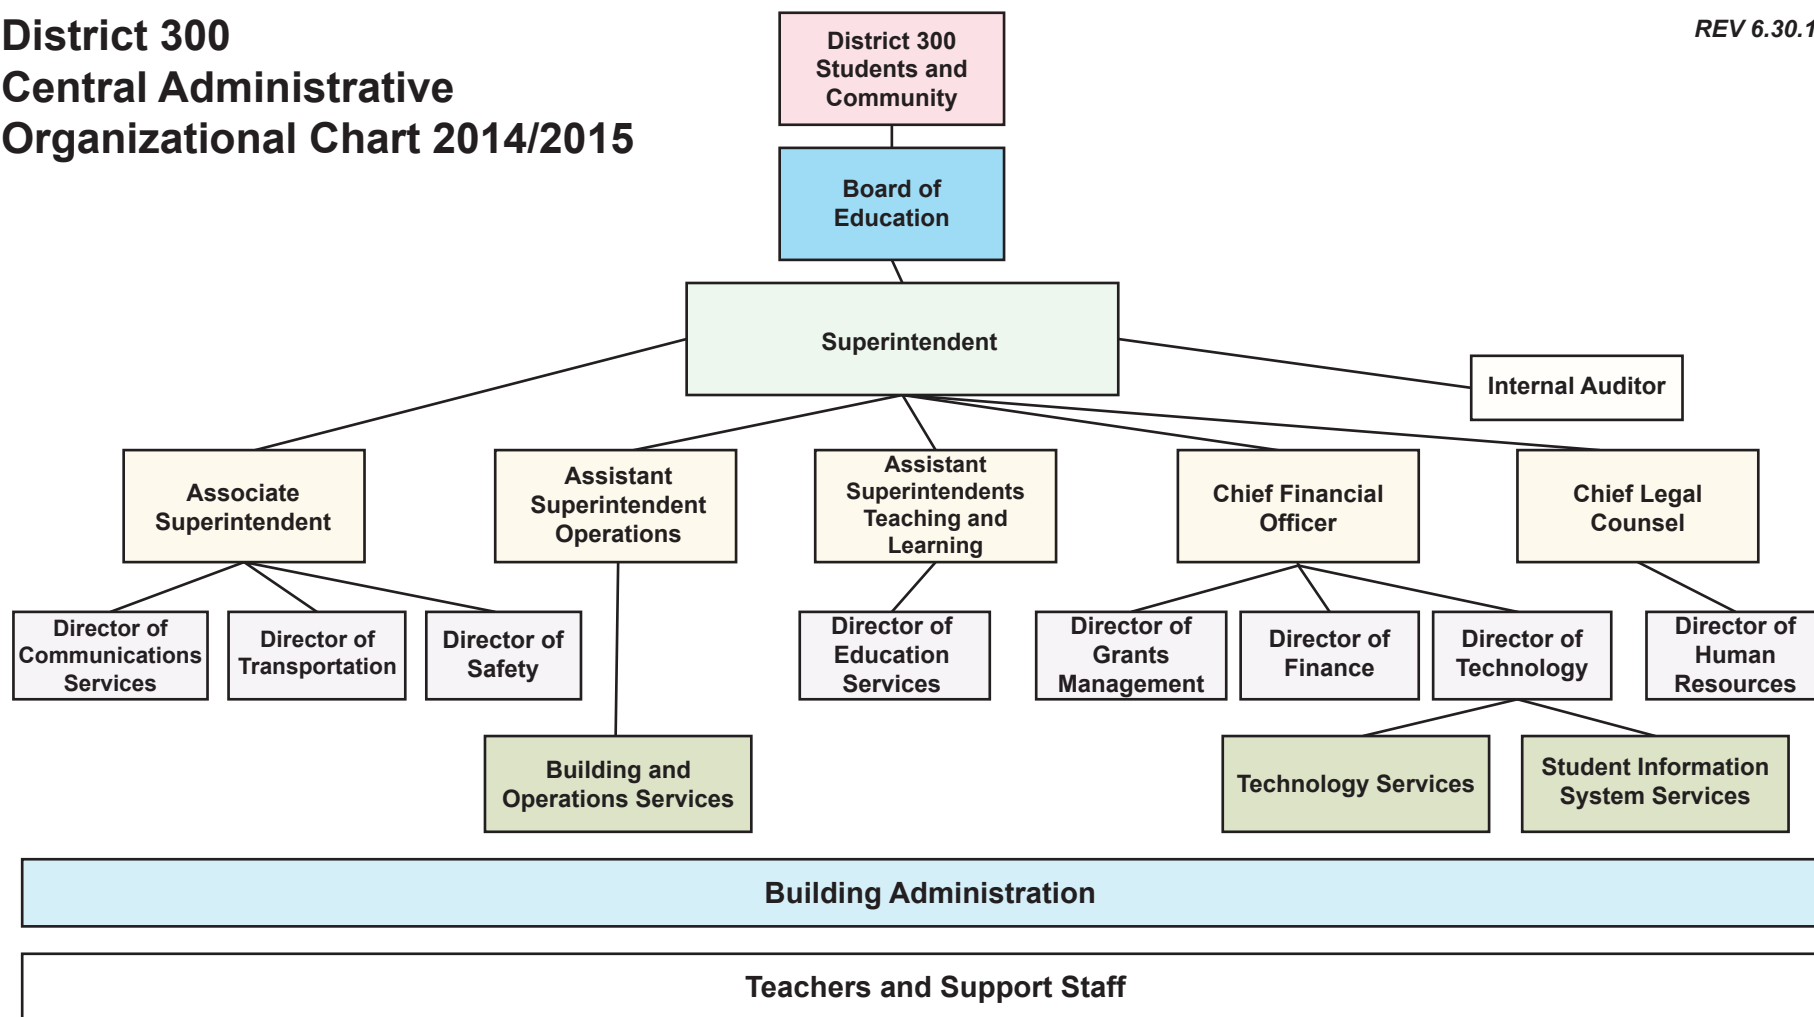 District 300
Central Administrative
Organizational Chart 2014/2015
REV 6.30.1
District 300
Students and
Community
Board of
Education
Superintendent
Internal Auditor
Associate
Superintendent
Assistant
Superintendent
Operations
Assistant
Superintendents
Teaching and
Learning
Chief Financial
Officer
Chief Legal
Counsel
Director of
Communications
Services
Director of
Transportation
Director of
Safety
Director of
Education
Services
Director of
Grants
Management
Director of
Finance
Director of
Technology
Director of
Human
Resources
Building and
Operations Services
Technology Services
Student Information
System Services
Building Administration
Teachers and Support Staff